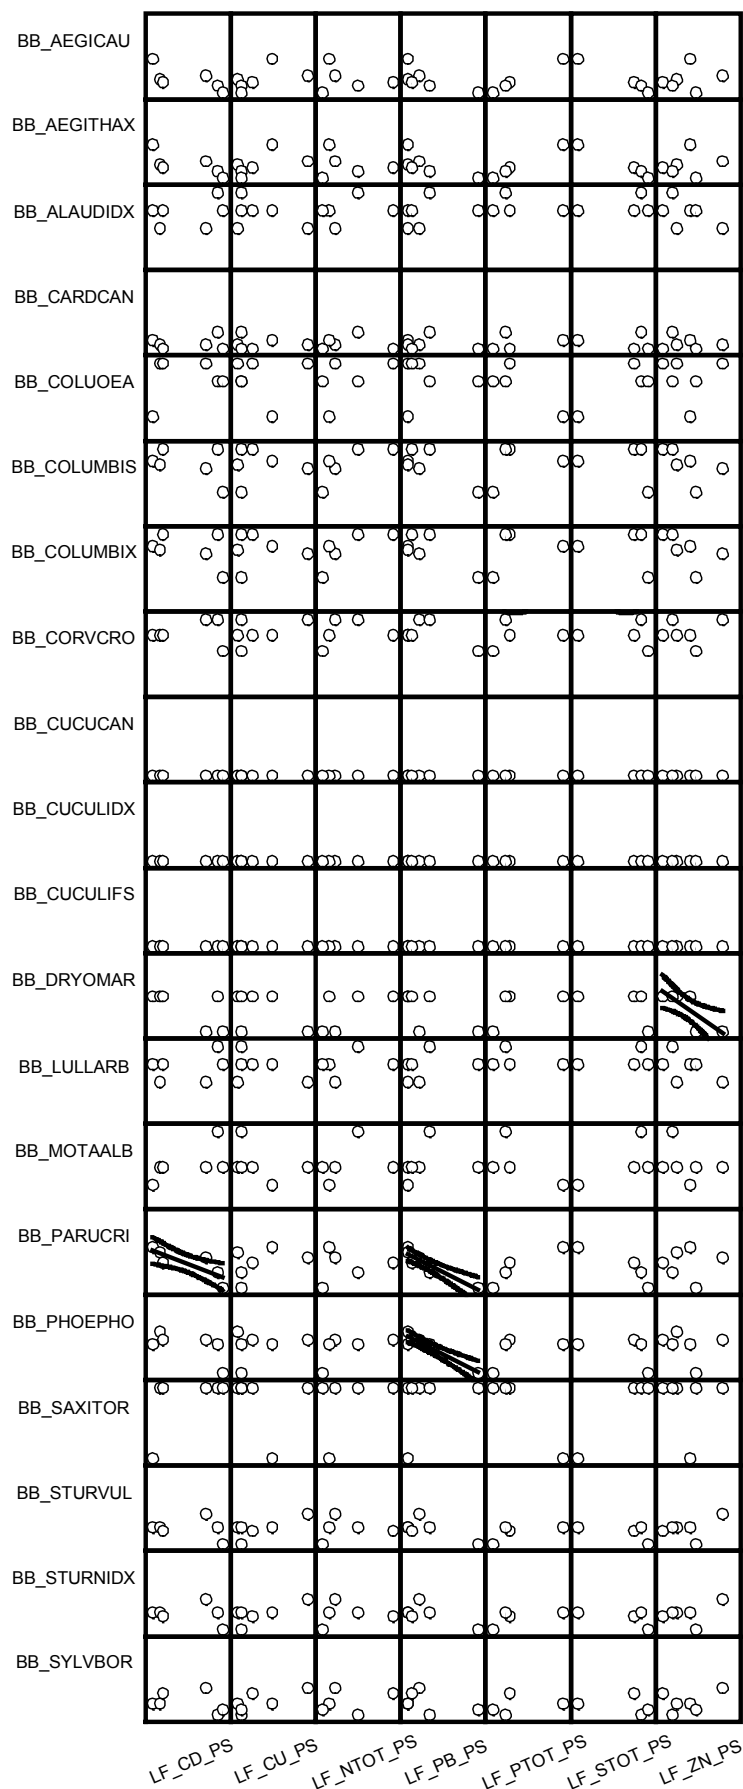 BB_AEGICAU
BB_AEGITHAX
BB_ALAUDIDX
BB_CARDCAN
BB_COLUOEA
BB_COLUMBIS
BB_COLUMBIX
BB_CORVCRO
BB_CUCUCAN
BB_CUCULIDX
BB_CUCULIFS
BB_DRYOMAR
BB_LULLARB
BB_MOTAALB
BB_PARUCRI
BB_PHOEPHO
BB_SAXITOR
BB_STURVUL
BB_STURNIDX
BB_SYLVBOR
LF_CD_PS
LF_CU_PS
LF_NTOT_PS
LF_PB_PS
LF_PTOT_PS
LF_STOT_PS
LF_ZN_PS